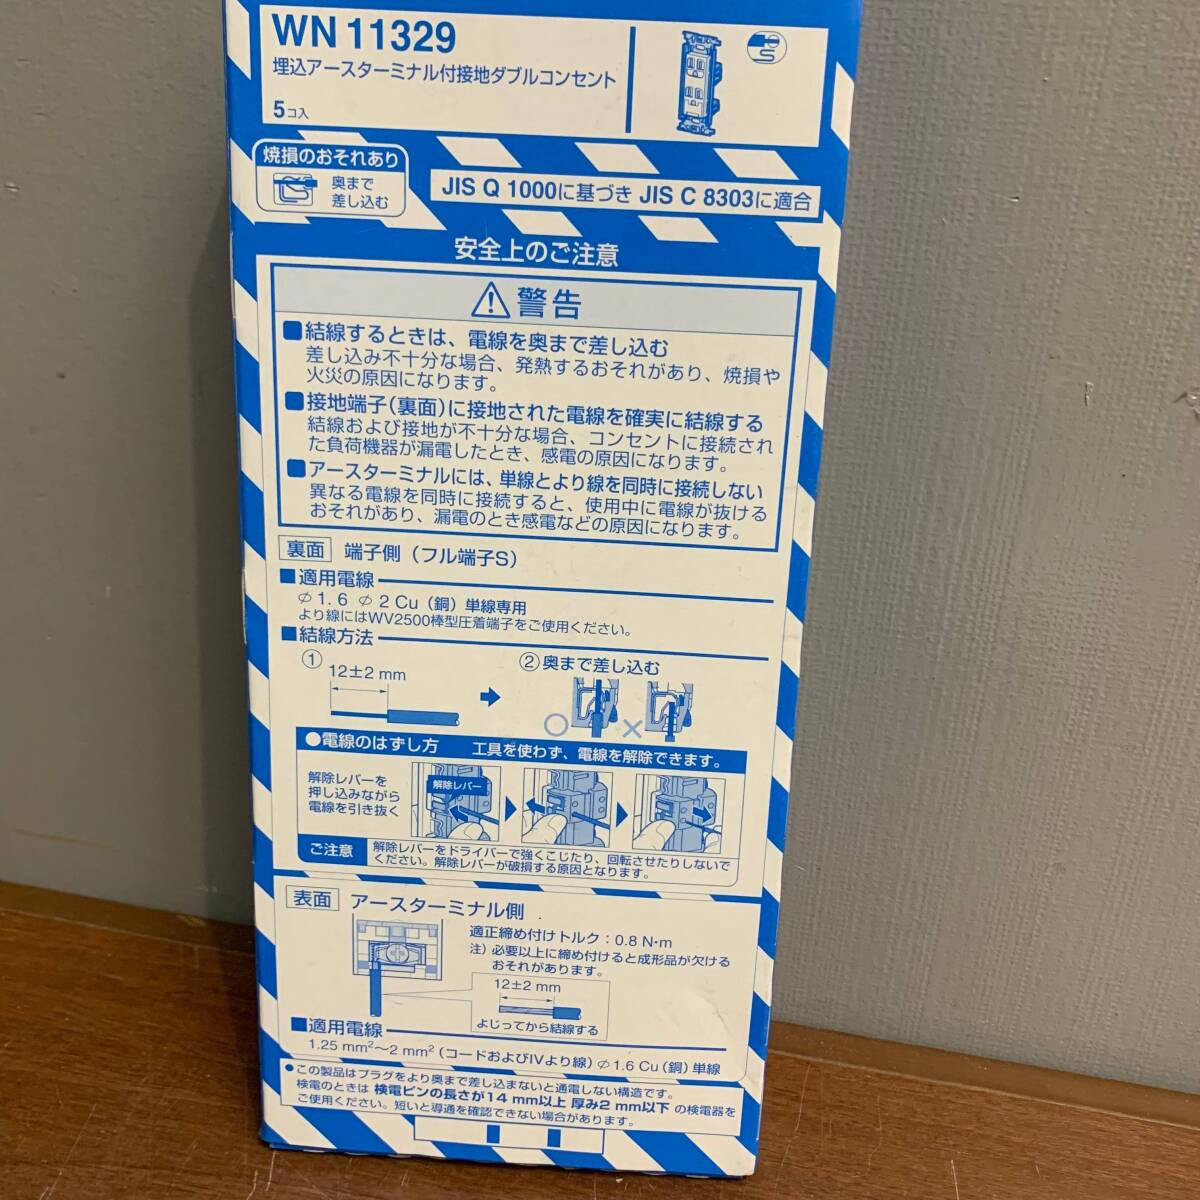 WN 11329
埋込アースターミナル付接地ダブルコンセント
5コ入
PS
焼損のおそれあり
奥まで
差し込む
JIS Q 1000に基づき JIS C 8303に適合
安全上のご注意
警告
■結線するときは、電線を奥まで差し込む
差し込み不十分な場合、発熱するおそれがあり、焼損や
火災の原因になります。
■接地端子(裏面)に接地された電線を確実に結線する
結線および接地が不十分な場合、コンセントに接続され
た負荷機器が漏電したとき、感電の原因になります。
■アースターミナルには、単線とより線を同時に接続しない
異なる電線を同時に接続すると、使用中に電線が抜ける
おそれがあり、漏電のとき感電などの原因になります。
裏面 端子側(フル端子S)
■適用電線
φ1.6 φ2 Cu(銅)単線専用
より線にはWV2500棒型圧着端子をご使用ください。
■結線方法
① 12±2 mm
② 奥まで差し込む
○ ×
●電線のはずし方 工具を使わず、電線を解除できます。
解除レバーを
押し込みながら
電線を引き抜く
解除レバー
ご注意
解除レバーをドライバーで強くこじたり、回転させたりしないで
ください。解除レバーが破損する原因となります。
表面 アースターミナル側
適正締め付けトルク:0.8 N・m
注)必要以上に締め付けると成形品が欠ける
おそれがあります。
12±2 mm
よじってから結線する
■適用電線
1.25 mm²～2 mm²(コードおよびIVより線)φ1.6 Cu(銅)単線
●この製品はプラグをより奥まで差し込まないと通電しない構造です。
検電のときは 検電ピンの長さが14 mm以上 厚み2 mm以下 の検電器を
ご使用ください。短いと導通を確認できない場合があります。